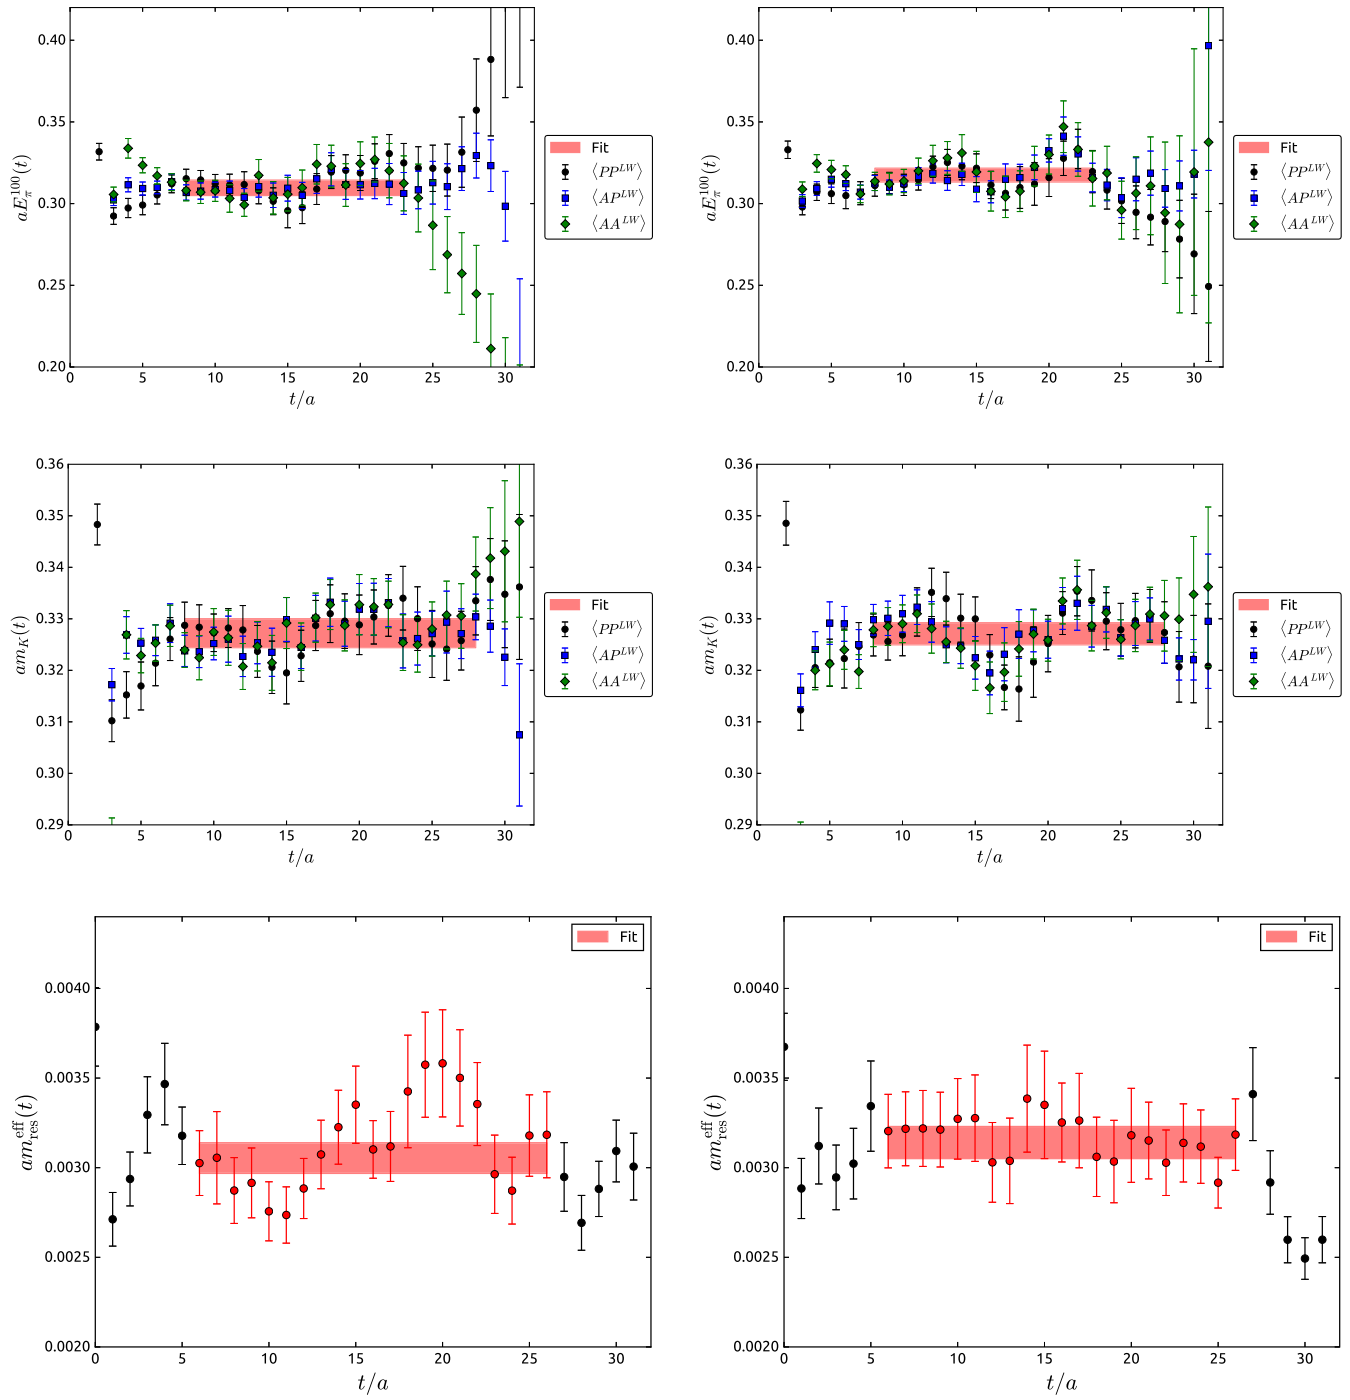 0.40
0.35
0.30
0.25
0.20
0 5 10 15 20 25 30
t/a
aE_π^100(t)
Fit
⟨PP^LW⟩
⟨AP^LW⟩
⟨AA^LW⟩
0.40
0.35
0.30
0.25
0.20
0 5 10 15 20 25 30
t/a
aE_π^100(t)
Fit
⟨PP^LW⟩
⟨AP^LW⟩
⟨AA^LW⟩
0.36
0.35
0.34
0.33
0.32
0.31
0.30
0.29
0 5 10 15 20 25 30
t/a
am_K(t)
Fit
⟨PP^LW⟩
⟨AP^LW⟩
⟨AA^LW⟩
0.36
0.35
0.34
0.33
0.32
0.31
0.30
0.29
0 5 10 15 20 25 30
t/a
am_K(t)
Fit
⟨PP^LW⟩
⟨AP^LW⟩
⟨AA^LW⟩
0.0040
0.0035
0.0030
0.0025
0.0020
0 5 10 15 20 25 30
t/a
am_res^eff(t)
Fit
0.0040
0.0035
0.0030
0.0025
0.0020
0 5 10 15 20 25 30
t/a
am_res^eff(t)
Fit